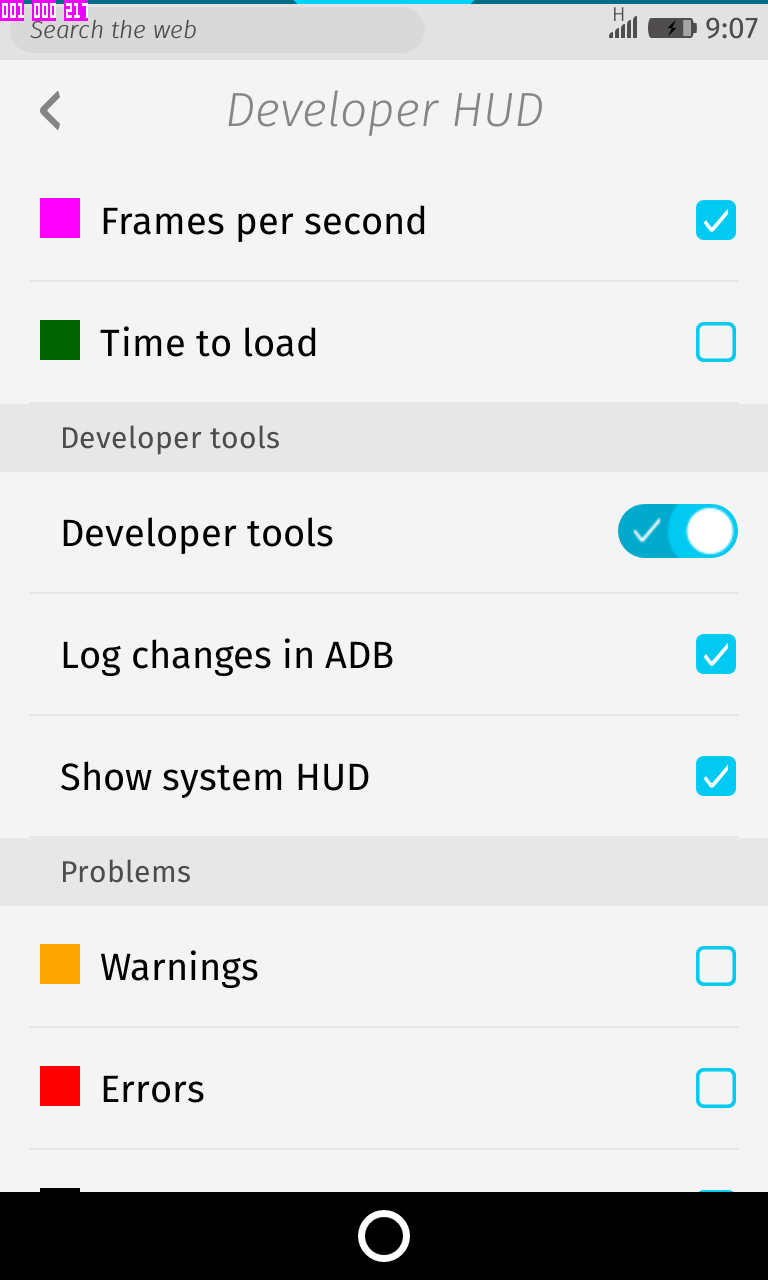 001 000 217
Search the web
H
9:07
Developer HUD
Frames per second
Time to load
Developer tools
Developer tools
Log changes in ADB
Show system HUD
Problems
Warnings
Errors